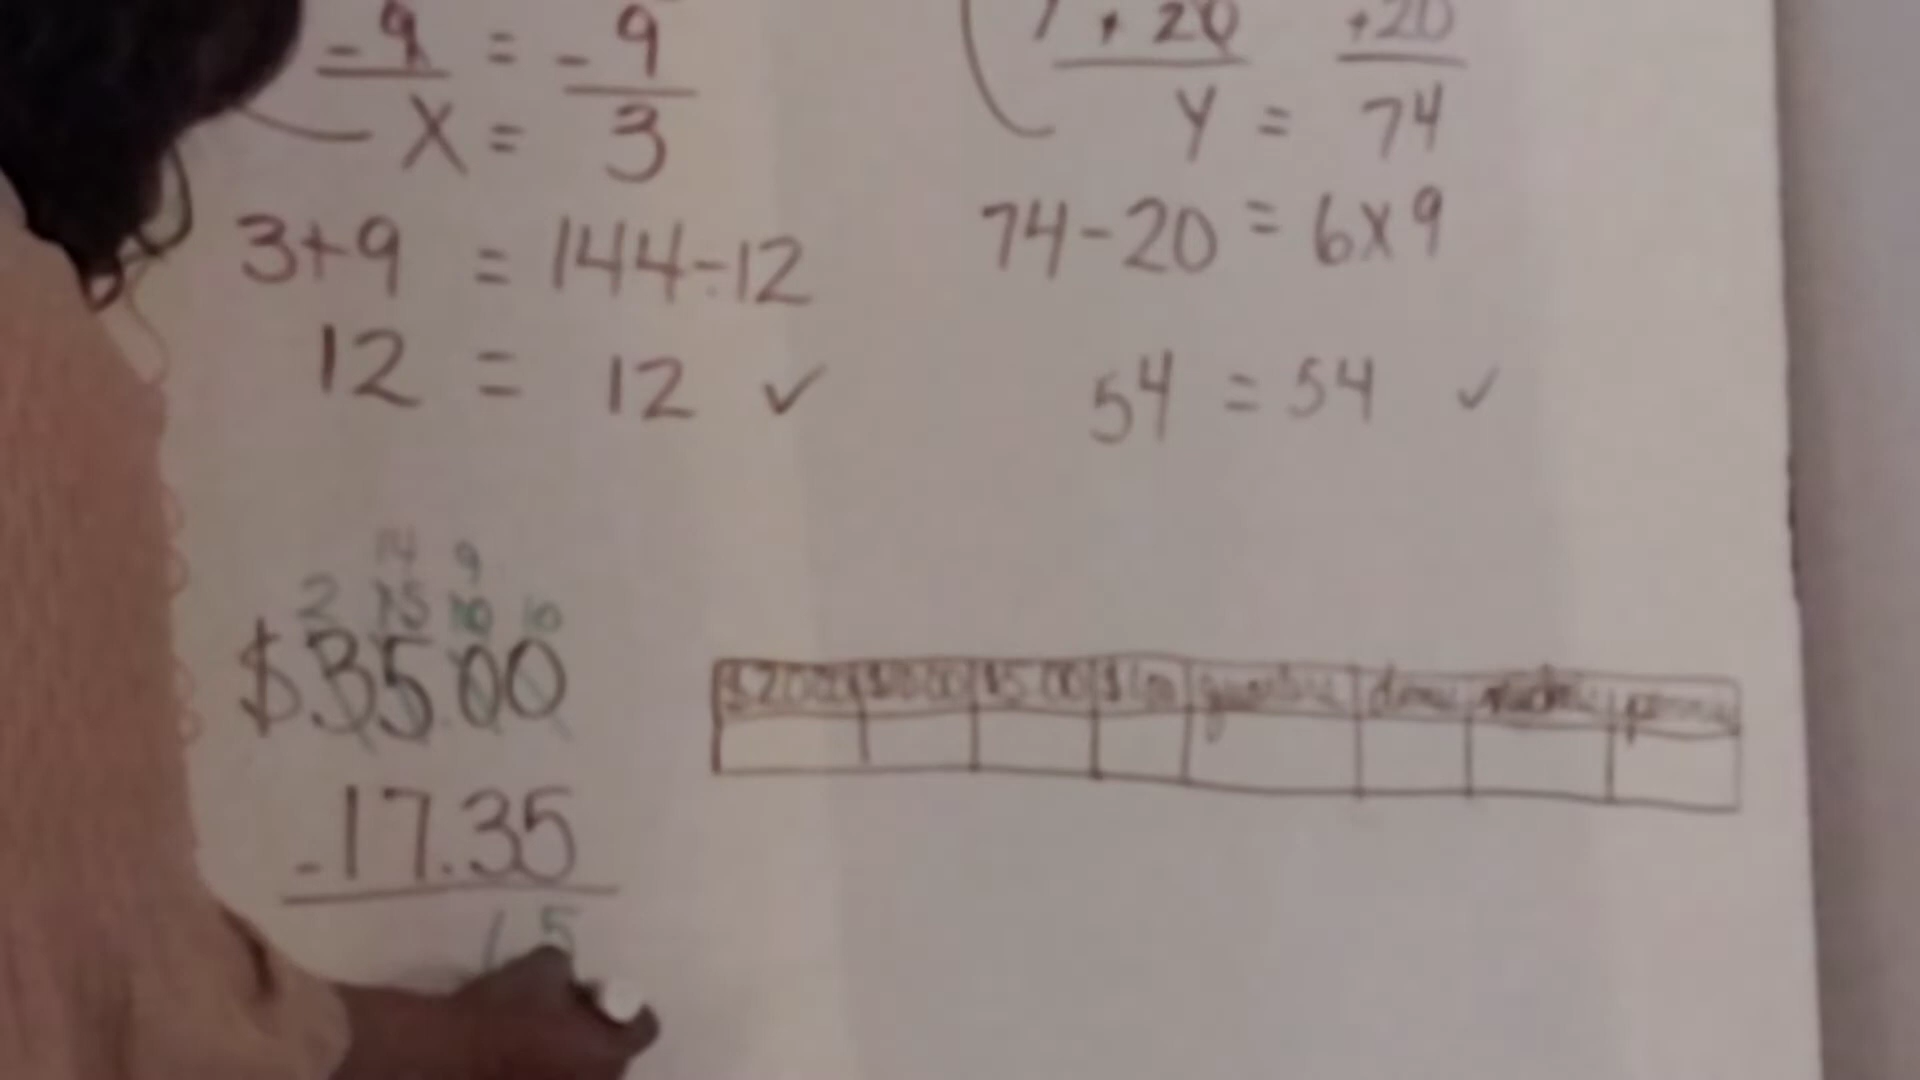 -9 = -9
X = 3
3+9 = 144÷12
12 = 12 ✓
+20 +20
Y = 74
74-20 = 6x9
54 = 54 ✓
14 9
2 15 10 10
$35.00
-17.35
5
$20.00 $10.00 $5.00 $1.00 quarters dimes nickels pennies